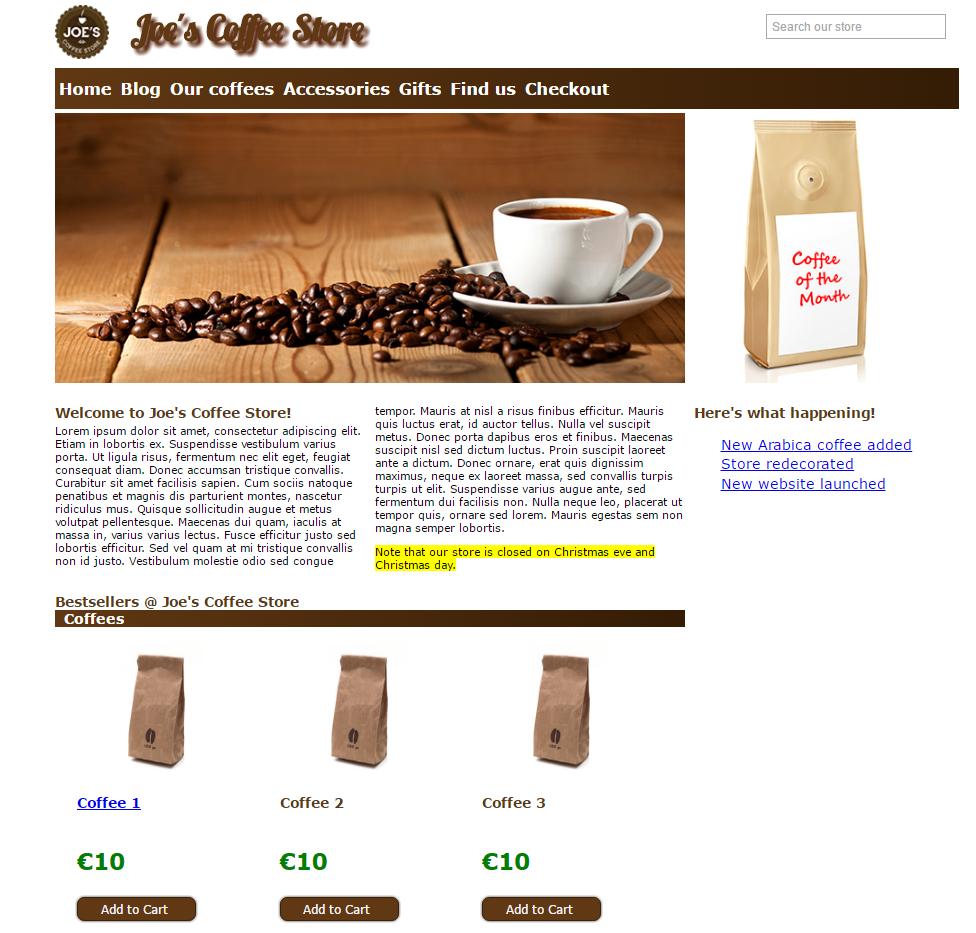 JOE'S
COFFEE STORE
Joe's Coffee Store
Search our store
Home Blog Our coffees Accessories Gifts Find us Checkout
Coffee
of the
Month
Welcome to Joe's Coffee Store!
Lorem ipsum dolor sit amet, consectetur adipiscing elit.
Etiam in lobortis ex. Suspendisse vestibulum varius
porta. Ut ligula risus, fermentum nec elit eget, feugiat
consequat diam. Donec accumsan tristique convallis.
Curabitur sit amet facilisis sapien. Cum sociis natoque
penatibus et magnis dis parturient montes, nascetur
ridiculus mus. Quisque sollicitudin augue et metus
volutpat pellentesque. Maecenas dui quam, iaculis at
massa in, varius varius lectus. Fusce efficitur justo sed
lobortis efficitur. Sed vel quam at mi tristique convallis
non id justo. Vestibulum molestie odio sed congue
tempor. Mauris at nisl a risus finibus efficitur. Mauris
quis luctus erat, id auctor tellus. Nulla vel suscipit
metus. Donec porta dapibus eros et finibus. Maecenas
suscipit nisl sed dictum luctus. Proin suscipit laoreet
ante a dictum. Donec ornare, erat quis dignissim
maximus, neque ex laoreet massa, sed convallis turpis
turpis ut elit. Suspendisse varius augue ante, sed
fermentum dui facilisis non. Nulla neque leo, placerat ut
tempor quis, ornare sed lorem. Mauris egestas sem non
magna semper lobortis.
Note that our store is closed on Christmas eve and
Christmas day.
Here's what happening!
New Arabica coffee added
Store redecorated
New website launched
Bestsellers @ Joe's Coffee Store
Coffees
Coffee 1 Coffee 2 Coffee 3
€10 €10 €10
Add to Cart Add to Cart Add to Cart